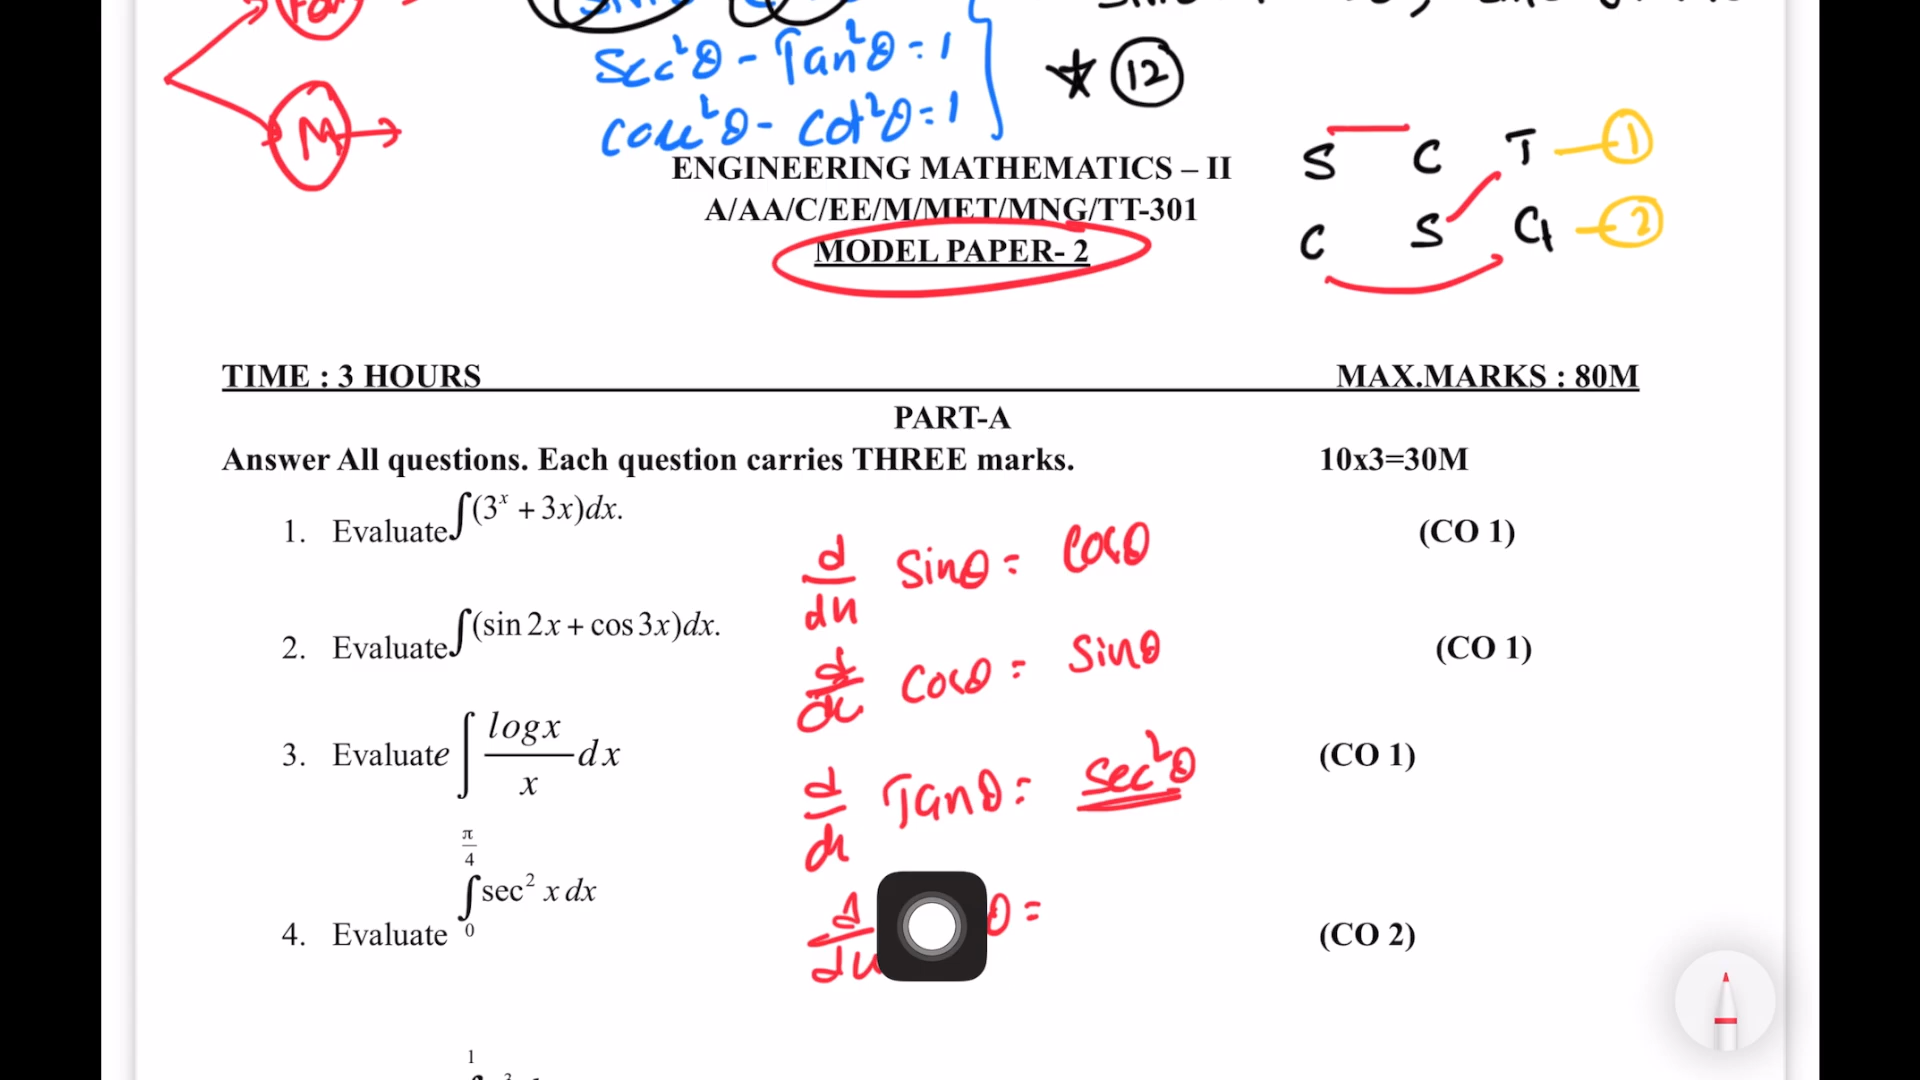 Sec²θ - Tan²θ = 1
Cosec²θ - Cot²θ = 1
12
M
S C T - 1
C S Ct - 2
ENGINEERING MATHEMATICS – II
A/AA/C/EE/M/MET/MNG/TT-301
MODEL PAPER- 2
TIME : 3 HOURS MAX.MARKS : 80M
PART-A
Answer All questions. Each question carries THREE marks. 10x3=30M
1. Evaluate ∫(3ˣ + 3x)dx. (CO 1)
d/dx Sinθ = Cosθ
2. Evaluate ∫(sin 2x + cos 3x)dx. (CO 1)
d/dx Cosθ = Sinθ
3. Evaluate ∫ logx/x dx (CO 1)
d/dx Tanθ = Sec²θ
4. Evaluate ∫₀^(π/4) sec² x dx (CO 2)
d/dx θ =
1